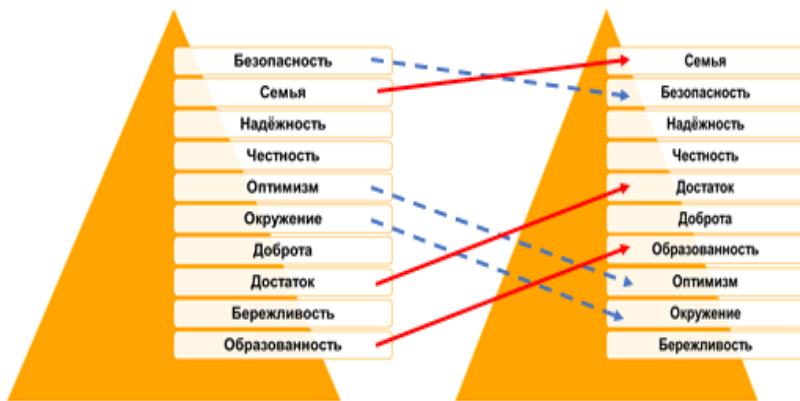 Безопасность
Семья
Надёжность
Честность
Оптимизм
Окружение
Доброта
Достаток
Бережливость
Образованность
Семья
Безопасность
Надёжность
Честность
Достаток
Доброта
Образованность
Оптимизм
Окружение
Бережливость